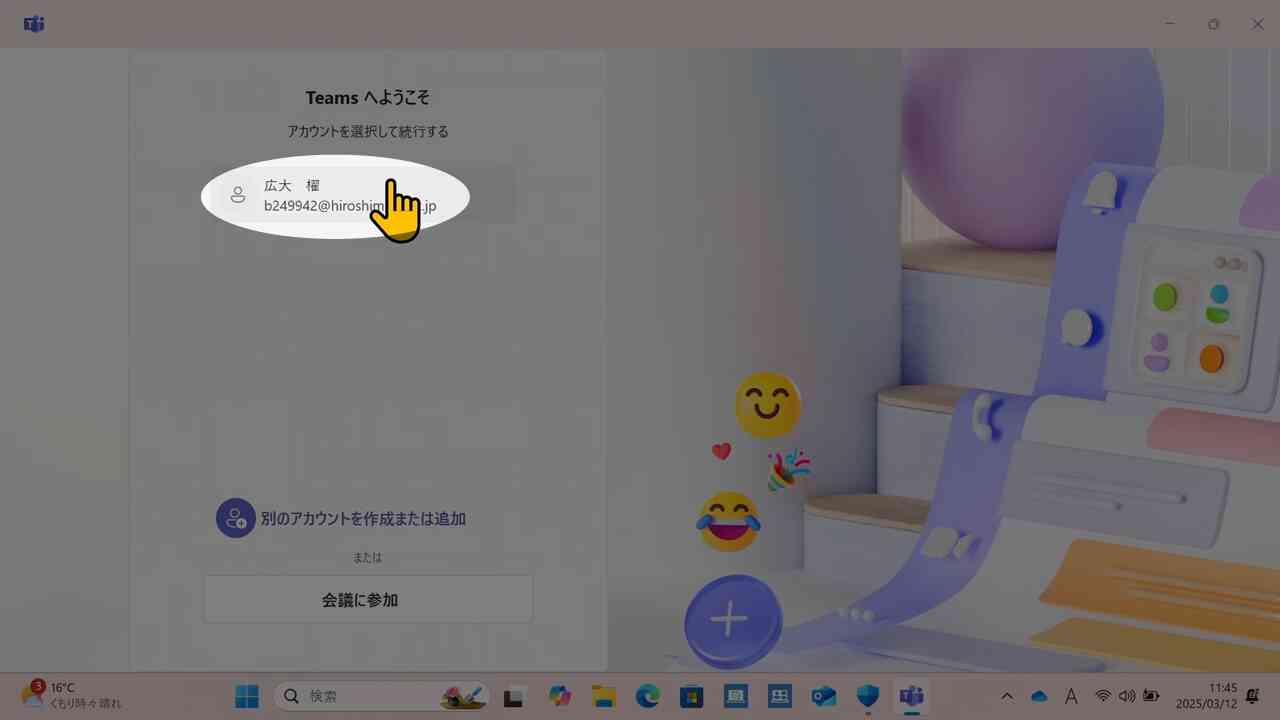 Teams へようこそ
アカウントを選択して続行する
広大 櫂
b249942@hiroshim .jp
別のアカウントを作成または追加
または
会議に参加
3
16°C
くもり時々晴れ
検索
A
11:45
2025/03/12